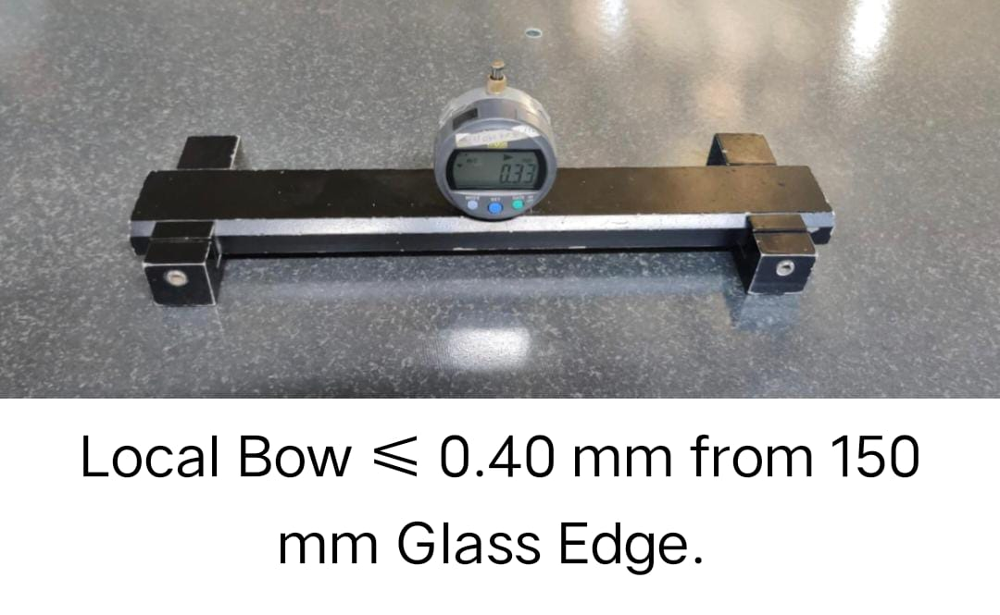 0.33
Local Bow ⩽ 0.40 mm from 150
mm Glass Edge.